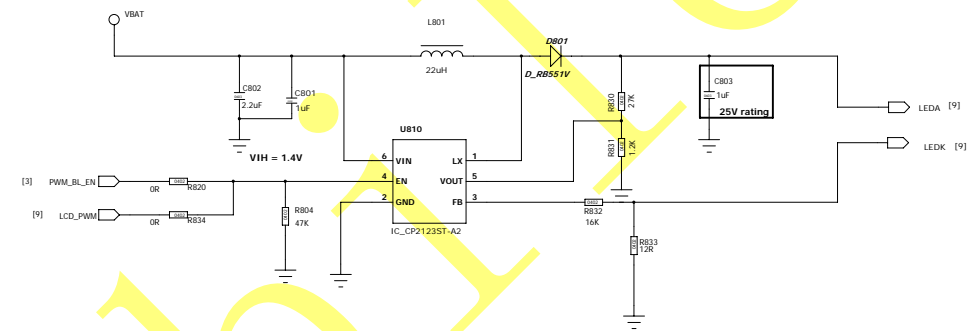 VBAT
L801
22uH
D801
D_RB551V
C802
2.2uF
C801
1uF
R830
27K
C803
1uF
25V rating
LEDA [9]
LEDK [9]
U810
R831
1.2K
VIH = 1.4V
6 VIN LX 1
4 EN VOUT 5
2 GND FB 3
IC_CP2123ST-A2
[3] PWM_BL_EN
0R R820
[9] LCD_PWM
0R R834
R804
47K
R832
16K
R833
12R